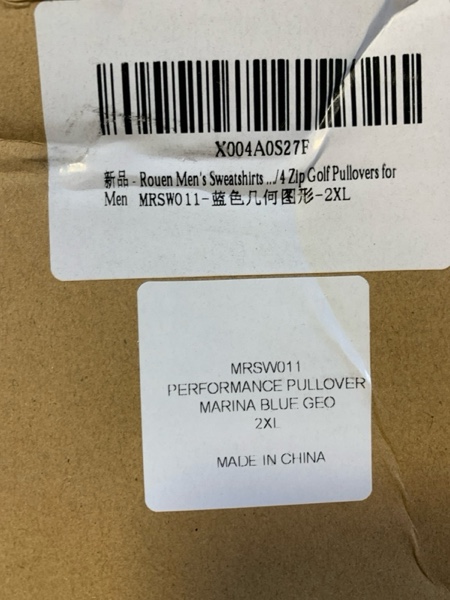 X004A0S27F
新品 - Rouen Men's Sweatshirts .../4 Zip Golf Pullovers for
Men MRSW011-蓝色几何图形-2XL
MRSW011
PERFORMANCE PULLOVER
MARINA BLUE GEO
2XL
MADE IN CHINA